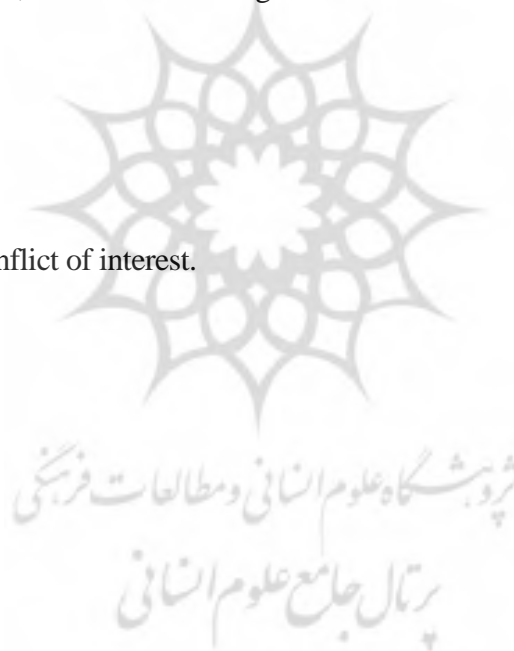 nflict of interest.
پژوهشگاه علوم انسانی و مطالعات فرهنگی
پرتال جامع علوم انسانی